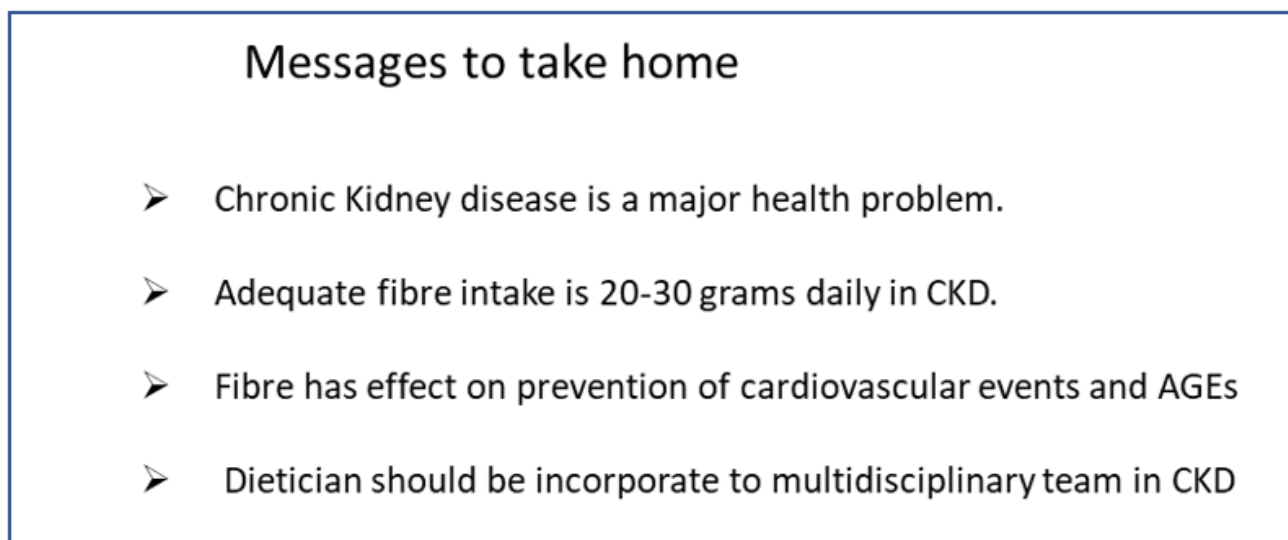 Messages to take home
➢ Chronic Kidney disease is a major health problem.
➢ Adequate fibre intake is 20-30 grams daily in CKD.
➢ Fibre has effect on prevention of cardiovascular events and AGEs
➢ Dietician should be incorporate to multidisciplinary team in CKD